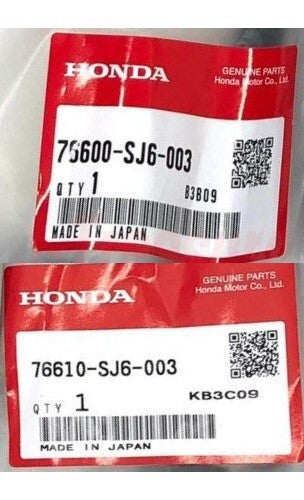 HONDA
GENUINE PARTS
Honda Motor Co., Ltd.
76600-SJ6-003
QTY 1
B3B09
MADE IN JAPAN
HONDA
GENUINE PARTS
Honda Motor Co., Ltd.
76610-SJ6-003
QTY 1
KB3C09
MADE IN JAPAN